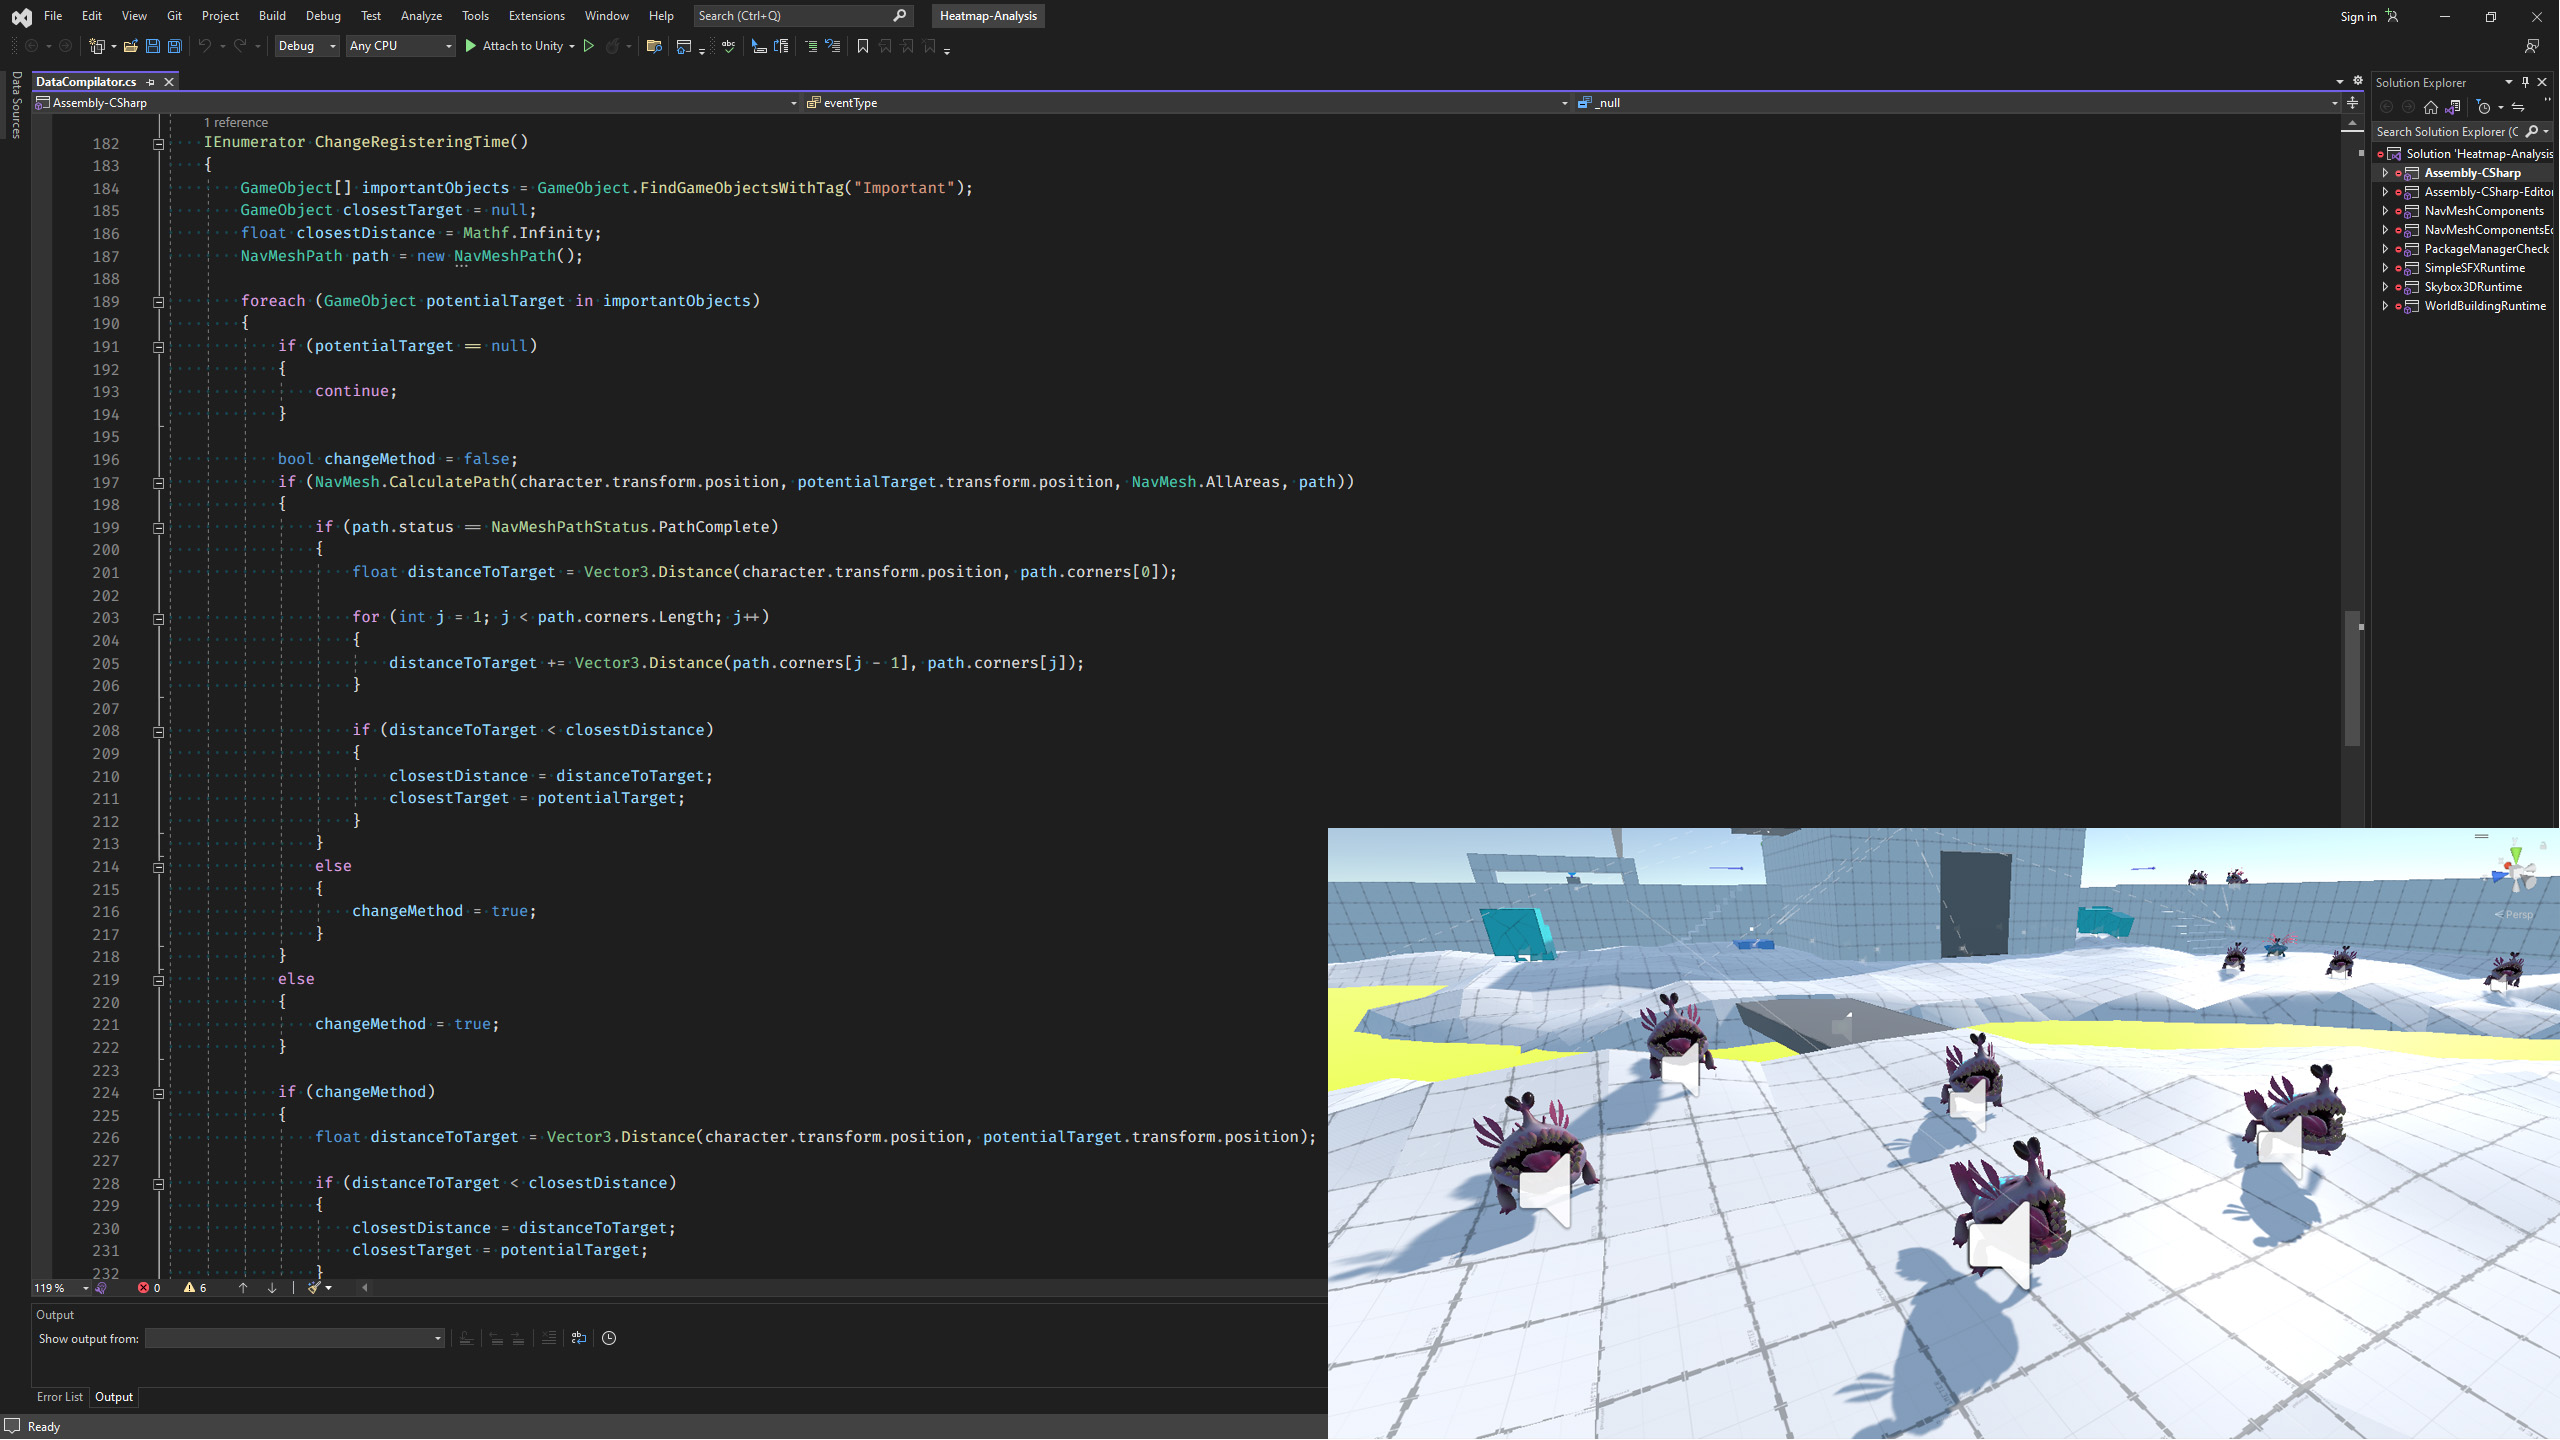 File Edit View Git Project Build Debug Test Analyze Tools Extensions Window Help Search (Ctrl+Q) Heatmap-Analysis Sign in
Debug Any CPU Attach to Unity
Data Sources
DataCompilator.cs
Assembly-CSharp eventType _null
1 reference
182 IEnumerator ChangeRegisteringTime()
183 {
184 GameObject[] importantObjects = GameObject.FindGameObjectsWithTag("Important");
185 GameObject closestTarget = null;
186 float closestDistance = Mathf.Infinity;
187 NavMeshPath path = new NavMeshPath();
188
189 foreach (GameObject potentialTarget in importantObjects)
190 {
191 if (potentialTarget == null)
192 {
193 continue;
194 }
195
196 bool changeMethod = false;
197 if (NavMesh.CalculatePath(character.transform.position, potentialTarget.transform.position, NavMesh.AllAreas, path))
198 {
199 if (path.status == NavMeshPathStatus.PathComplete)
200 {
201 float distanceToTarget = Vector3.Distance(character.transform.position, path.corners[0]);
202
203 for (int j = 1; j < path.corners.Length; j++)
204 {
205 distanceToTarget += Vector3.Distance(path.corners[j - 1], path.corners[j]);
206 }
207
208 if (distanceToTarget < closestDistance)
209 {
210 closestDistance = distanceToTarget;
211 closestTarget = potentialTarget;
212 }
213 }
214 else
215 {
216 changeMethod = true;
217 }
218 }
219 else
220 {
221 changeMethod = true;
222 }
223
224 if (changeMethod)
225 {
226 float distanceToTarget = Vector3.Distance(character.transform.position, potentialTarget.transform.position);
227
228 if (distanceToTarget < closestDistance)
229 {
230 closestDistance = distanceToTarget;
231 closestTarget = potentialTarget;
232 }
119 % 0 6
Output
Show output from:
Error List Output
Ready
Solution Explorer
Search Solution Explorer (C
Solution 'Heatmap-Analysis
Assembly-CSharp
Assembly-CSharp-Editor
NavMeshComponents
NavMeshComponentsEd
PackageManagerCheck
SimpleSFXRuntime
Skybox3DRuntime
WorldBuildingRuntime
Persp